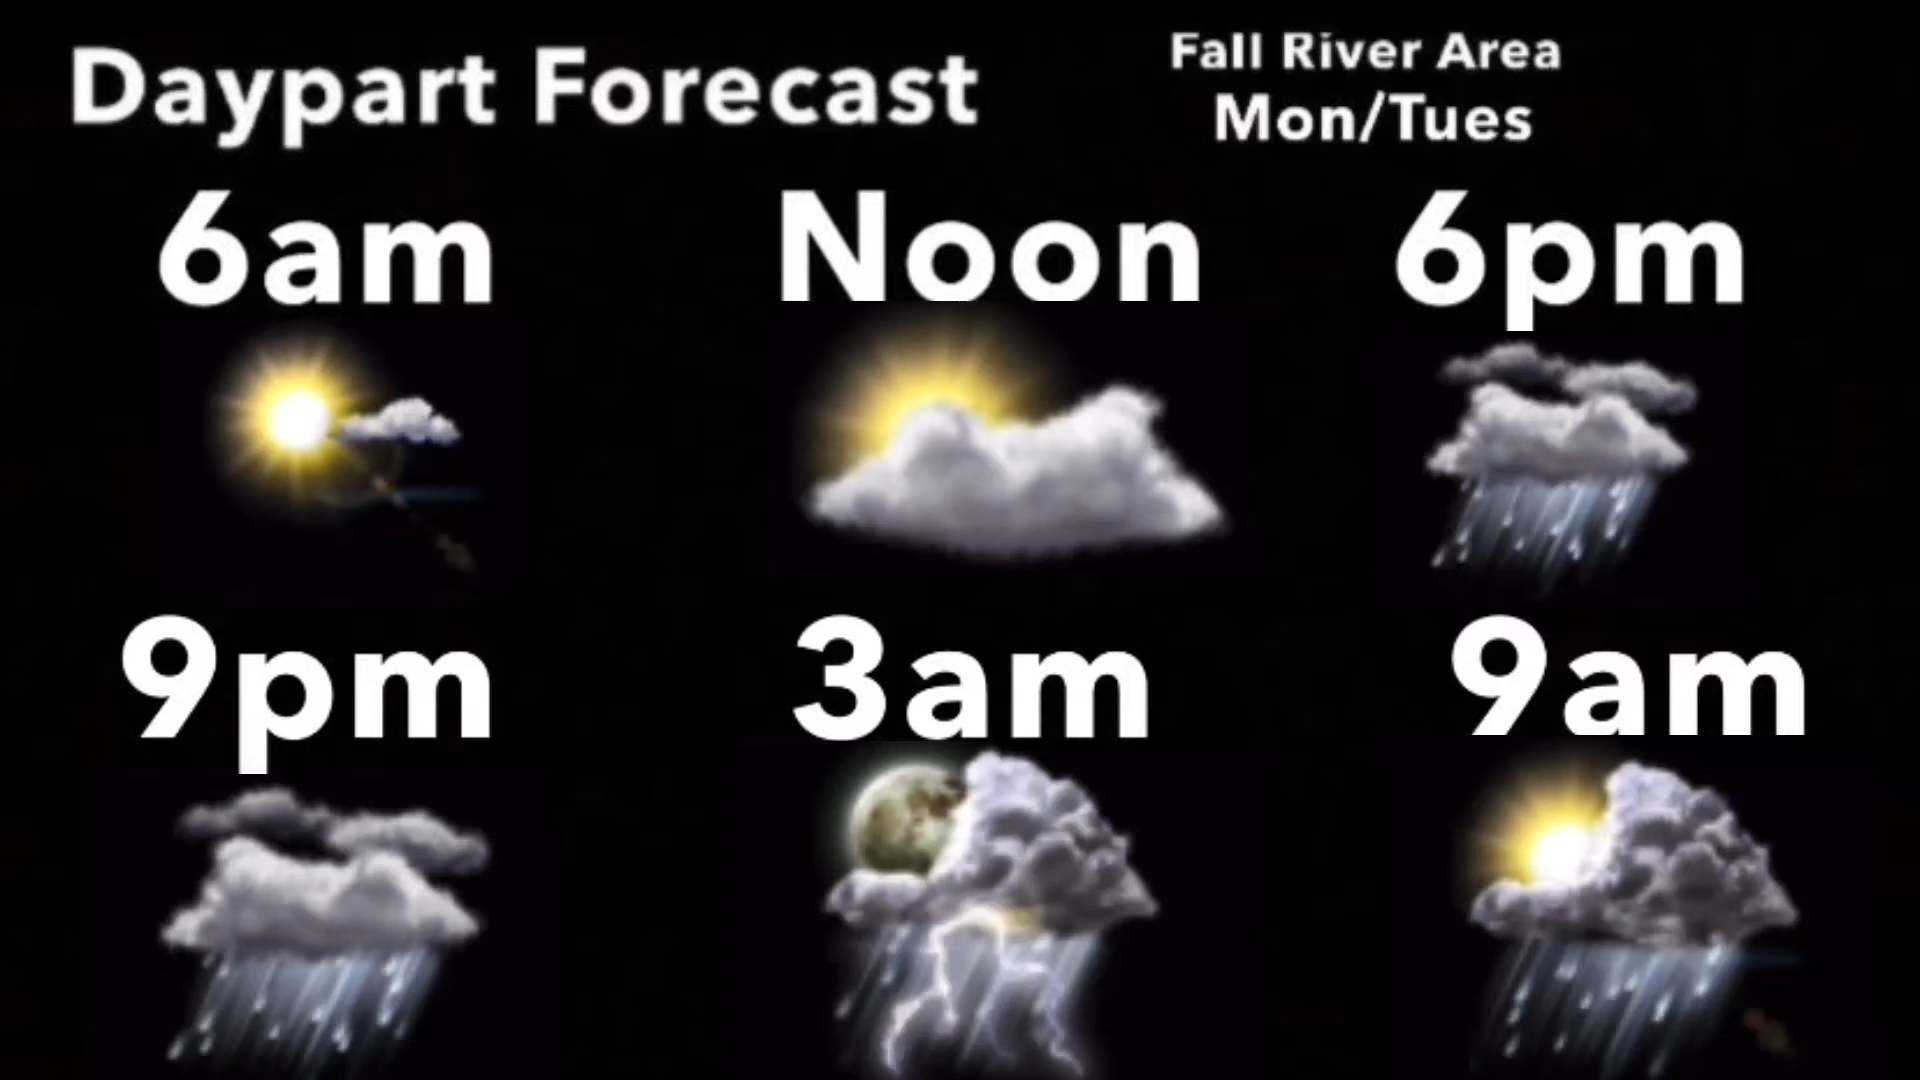 Daypart Forecast
Fall River Area
Mon/Tues
6am
Noon
6pm
9pm
3am
9am